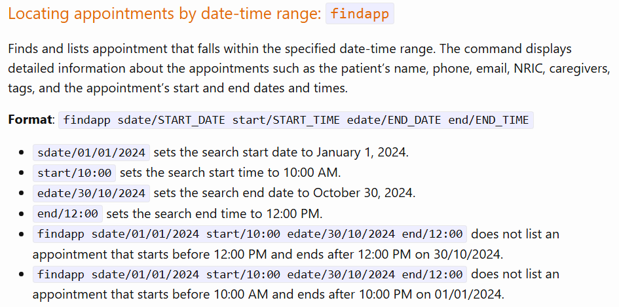 Locating appointments by date-time range: findapp
Finds and lists appointment that falls within the specified date-time range. The command displays
detailed information about the appointments such as the patient's name, phone, email, NRIC, caregivers,
tags, and the appointment's start and end dates and times.
Format: findapp sdate/START_DATE start/START_TIME edate/END_DATE end/END_TIME
• sdate/01/01/2024 sets the search start date to January 1, 2024.
• start/10:00 sets the search start time to 10:00 AM.
• edate/30/10/2024 sets the search end date to October 30, 2024.
• end/12:00 sets the search end time to 12:00 PM.
• findapp sdate/01/01/2024 start/10:00 edate/30/10/2024 end/12:00 does not list an
appointment that starts before 12:00 PM and ends after 12:00 PM on 30/10/2024.
• findapp sdate/01/01/2024 start/10:00 edate/30/10/2024 end/12:00 does not list an
appointment that starts before 10:00 AM and ends after 10:00 PM on 01/01/2024.